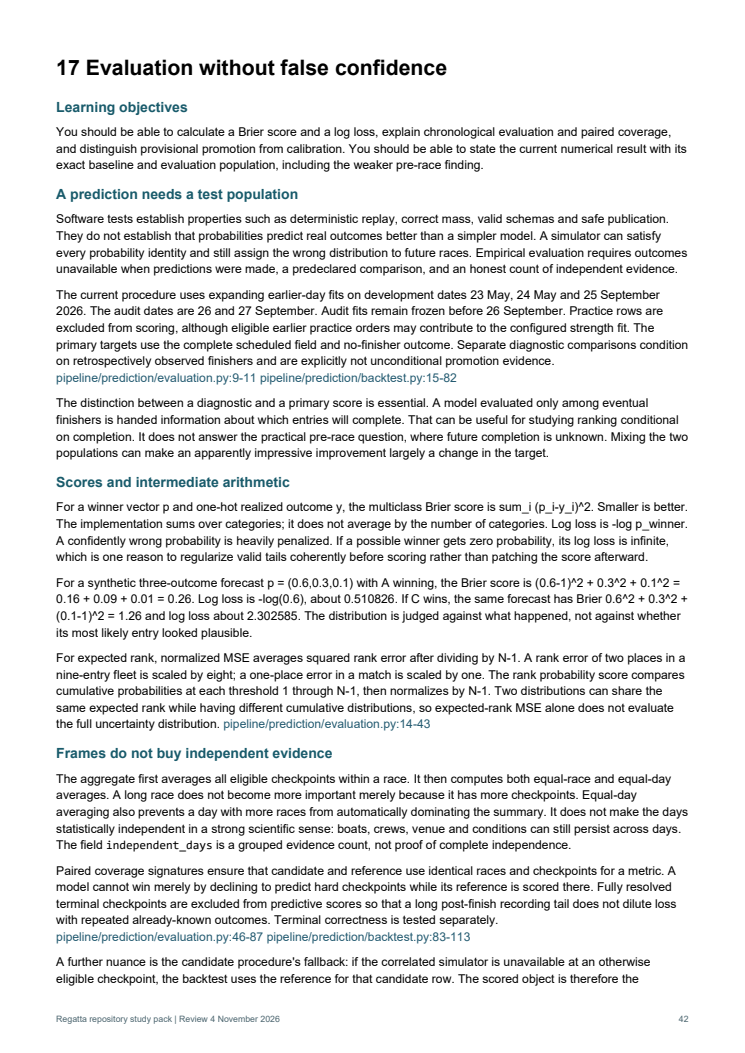 17 Evaluation without false confidence
Learning objectives
You should be able to calculate a Brier score and a log loss, explain chronological evaluation and paired coverage,
and distinguish provisional promotion from calibration. You should be able to state the current numerical result with its
exact baseline and evaluation population, including the weaker pre-race finding.
A prediction needs a test population
Software tests establish properties such as deterministic replay, correct mass, valid schemas and safe publication.
They do not establish that probabilities predict real outcomes better than a simpler model. A simulator can satisfy
every probability identity and still assign the wrong distribution to future races. Empirical evaluation requires outcomes
unavailable when predictions were made, a predeclared comparison, and an honest count of independent evidence.
The current procedure uses expanding earlier-day fits on development dates 23 May, 24 May and 25 September
2026. The audit dates are 26 and 27 September. Audit fits remain frozen before 26 September. Practice rows are
excluded from scoring, although eligible earlier practice orders may contribute to the configured strength fit. The
primary targets use the complete scheduled field and no-finisher outcome. Separate diagnostic comparisons condition
on retrospectively observed finishers and are explicitly not unconditional promotion evidence.
pipeline/prediction/evaluation.py:9-11 pipeline/prediction/backtest.py:15-82
The distinction between a diagnostic and a primary score is essential. A model evaluated only among eventual
finishers is handed information about which entries will complete. That can be useful for studying ranking conditional
on completion. It does not answer the practical pre-race question, where future completion is unknown. Mixing the two
populations can make an apparently impressive improvement largely a change in the target.
Scores and intermediate arithmetic
For a winner vector p and one-hot realized outcome y, the multiclass Brier score is sum_i (p_i-y_i)^2. Smaller is better.
The implementation sums over categories; it does not average by the number of categories. Log loss is -log p_winner.
A confidently wrong probability is heavily penalized. If a possible winner gets zero probability, its log loss is infinite,
which is one reason to regularize valid tails coherently before scoring rather than patching the score afterward.
For a synthetic three-outcome forecast p = (0.6,0.3,0.1) with A winning, the Brier score is (0.6-1)^2 + 0.3^2 + 0.1^2 =
0.16 + 0.09 + 0.01 = 0.26. Log loss is -log(0.6), about 0.510826. If C wins, the same forecast has Brier 0.6^2 + 0.3^2 +
(0.1-1)^2 = 1.26 and log loss about 2.302585. The distribution is judged against what happened, not against whether
its most likely entry looked plausible.
For expected rank, normalized MSE averages squared rank error after dividing by N-1. A rank error of two places in a
nine-entry fleet is scaled by eight; a one-place error in a match is scaled by one. The rank probability score compares
cumulative probabilities at each threshold 1 through N-1, then normalizes by N-1. Two distributions can share the
same expected rank while having different cumulative distributions, so expected-rank MSE alone does not evaluate
the full uncertainty distribution. pipeline/prediction/evaluation.py:14-43
Frames do not buy independent evidence
The aggregate first averages all eligible checkpoints within a race. It then computes both equal-race and equal-day
averages. A long race does not become more important merely because it has more checkpoints. Equal-day
averaging also prevents a day with more races from automatically dominating the summary. It does not make the days
statistically independent in a strong scientific sense: boats, crews, venue and conditions can still persist across days.
The field independent_days is a grouped evidence count, not proof of complete independence.
Paired coverage signatures ensure that candidate and reference use identical races and checkpoints for a metric. A
model cannot win merely by declining to predict hard checkpoints while its reference is scored there. Fully resolved
terminal checkpoints are excluded from predictive scores so that a long post-finish recording tail does not dilute loss
with repeated already-known outcomes. Terminal correctness is tested separately.
pipeline/prediction/evaluation.py:46-87 pipeline/prediction/backtest.py:83-113
A further nuance is the candidate procedure's fallback: if the correlated simulator is unavailable at an otherwise
eligible checkpoint, the backtest uses the reference for that candidate row. The scored object is therefore the
Regatta repository study pack | Review 4 November 2026
42